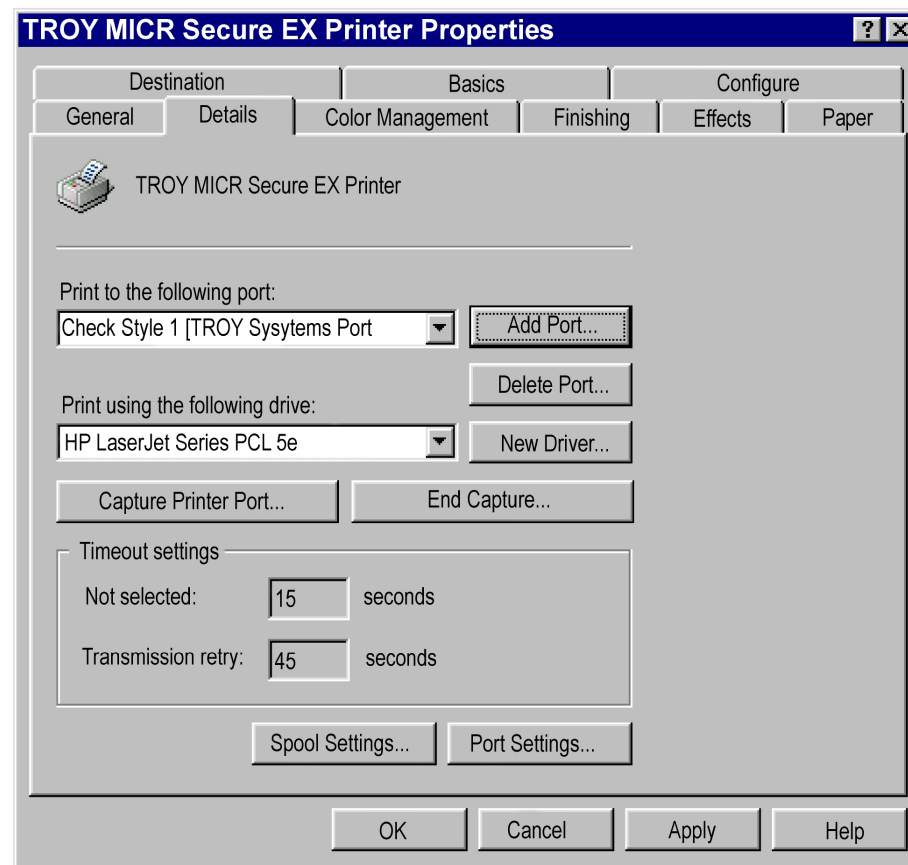 TROY MICR Secure EX Printer Properties
?
Destination Basics Configure
General Details Color Management Finishing Effects Paper
TROY MICR Secure EX Printer
Print to the following port:
Check Style 1 [TROY Sysytems Port Add Port...
Delete Port...
Print using the following drive:
HP LaserJet Series PCL 5e New Driver...
Capture Printer Port... End Capture...
Timeout settings
Not selected: 15 seconds
Transmission retry: 45 seconds
Spool Settings... Port Settings...
OK Cancel Apply Help